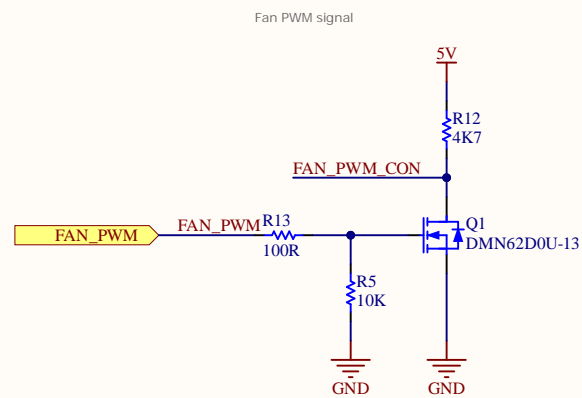 Fan PWM signal
5V
R12
4K7
FAN_PWM_CON
FAN_PWM
FAN_PWM
R13
100R
Q1
DMN62D0U-13
R5
10K
GND
GND